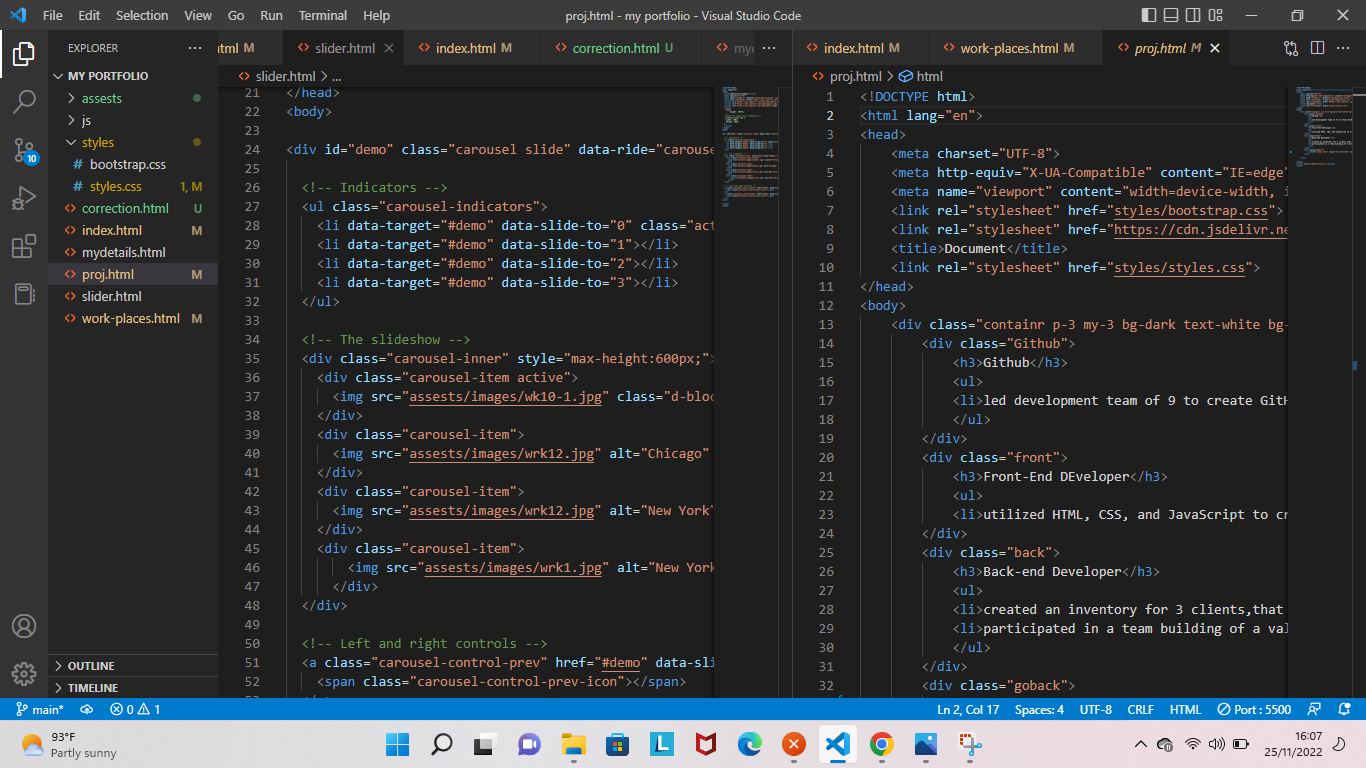 File Edit Selection View Go Run Terminal Help
proj.html - my portfolio - Visual Studio Code
EXPLORER
MY PORTFOLIO
assests
js
styles
bootstrap.css
styles.css 1, M
correction.html U
index.html M
mydetails.html
proj.html M
slider.html
work-places.html M
OUTLINE
TIMELINE
10
html M
slider.html
index.html M
correction.html U
slider.html > ...
21 </head>
22 <body>
23
24 <div id="demo" class="carousel slide" data-ride="carouse
25
26 <!-- Indicators -->
27 <ul class="carousel-indicators">
28 <li data-target="#demo" data-slide-to="0" class="act
29 <li data-target="#demo" data-slide-to="1"></li>
30 <li data-target="#demo" data-slide-to="2"></li>
31 <li data-target="#demo" data-slide-to="3"></li>
32 </ul>
33
34 <!-- The slideshow -->
35 <div class="carousel-inner" style="max-height:600px;">
36 <div class="carousel-item active">
37 <img src="assests/images/wk10-1.jpg" class="d-bloc
38 </div>
39 <div class="carousel-item">
40 <img src="assests/images/wrk12.jpg" alt="Chicago"
41 </div>
42 <div class="carousel-item">
43 <img src="assests/images/wrk12.jpg" alt="New York"
44 </div>
45 <div class="carousel-item">
46 <img src="assests/images/wrk1.jpg" alt="New York
47 </div>
48 </div>
49
50 <!-- Left and right controls -->
51 <a class="carousel-control-prev" href="#demo" data-sli
52 <span class="carousel-control-prev-icon"></span>
index.html M
work-places.html M
proj.html M
proj.html > html
1 <!DOCTYPE html>
2 <html lang="en">
3 <head>
4 <meta charset="UTF-8">
5 <meta http-equiv="X-UA-Compatible" content="IE=edge"
6 <meta name="viewport" content="width=device-width, i
7 <link rel="stylesheet" href="styles/bootstrap.css">
8 <link rel="stylesheet" href="https://cdn.jsdelivr.ne
9 <title>Document</title>
10 <link rel="stylesheet" href="styles/styles.css">
11 </head>
12 <body>
13 <div class="containr p-3 my-3 bg-dark text-white bg-
14 <div class="Github">
15 <h3>Github</h3>
16 <ul>
17 <li>led development team of 9 to create GitH
18 </ul>
19 </div>
20 <div class="front">
21 <h3>Front-End DEveloper</h3>
22 <ul>
23 <li>utilized HTML, CSS, and JavaScript to cr
24 </div>
25 <div class="back">
26 <h3>Back-end Developer</h3>
27 <ul>
28 <li>created an inventory for 3 clients,that
29 <li>participated in a team building of a val
30 </ul>
31 </div>
32 <div class="goback">
main* 0 1
Ln 2, Col 17 Spaces: 4 UTF-8 CRLF HTML Port : 5500
93°F
Partly sunny
16:07
25/11/2022